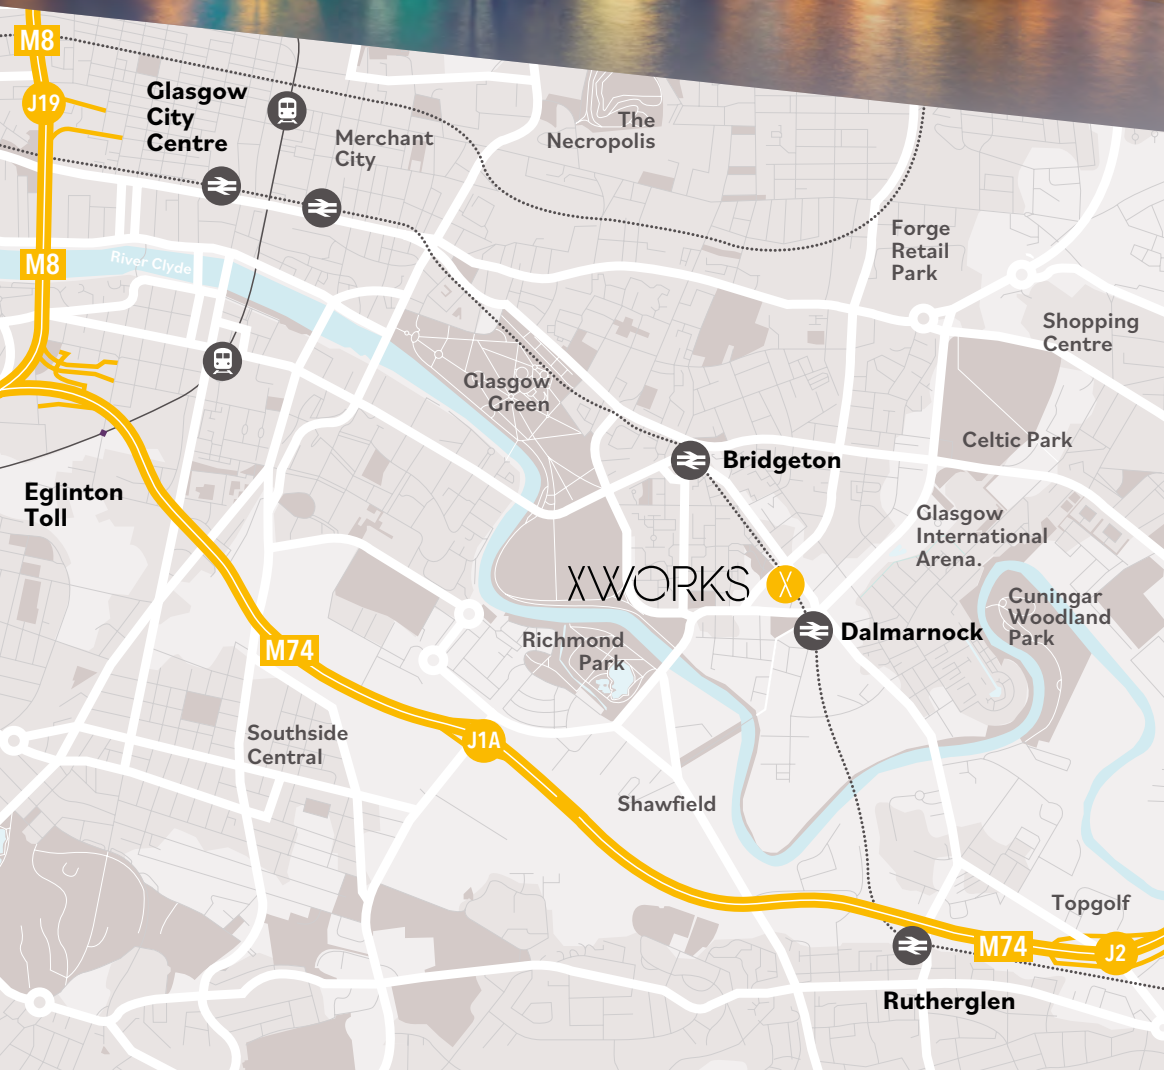 M8
J19
Glasgow
City
Centre
Merchant
City
The
Necropolis
M8
River Clyde
Forge
Retail
Park
Shopping
Centre
Glasgow
Green
Celtic Park
Bridgeton
Eglinton
Toll
Glasgow
International
Arena.
XWORKS
X
Cuningar
Woodland
Park
Dalmarnock
Richmond
Park
M74
Southside
Central
J1A
Shawfield
Topgolf
M74
J2
Rutherglen